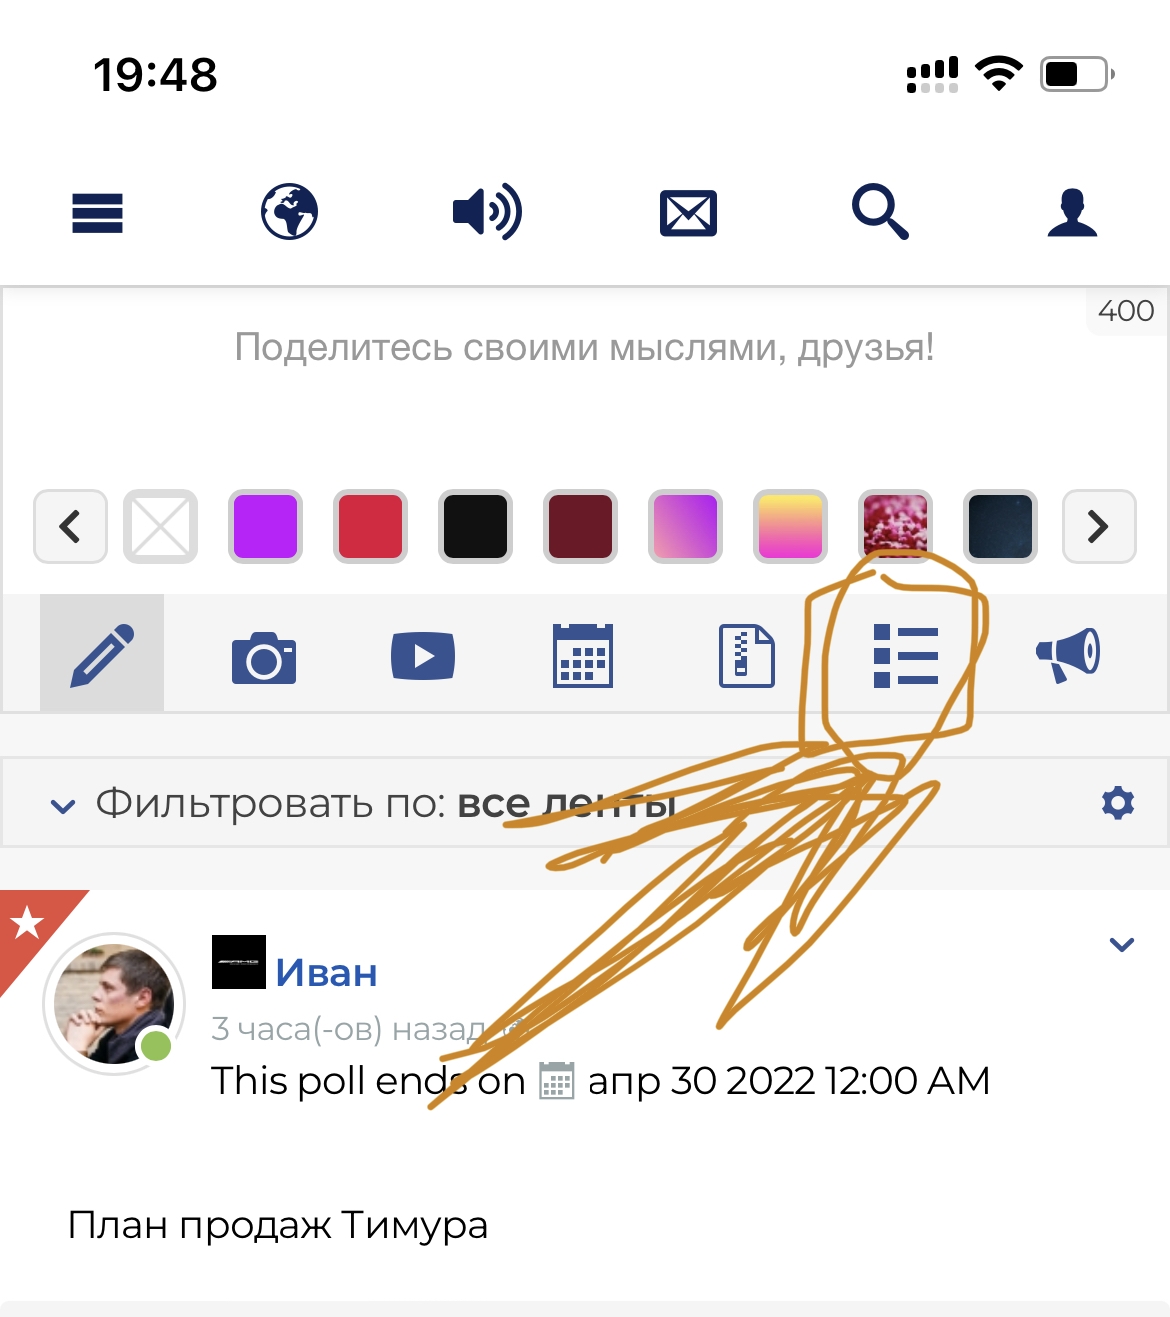 19:48
400
Поделитесь своими мыслями, друзья!
Фильтровать по: все ленты
Иван
3 часа(-ов) назад
This poll ends on апр 30 2022 12:00 AM
План продаж Тимура